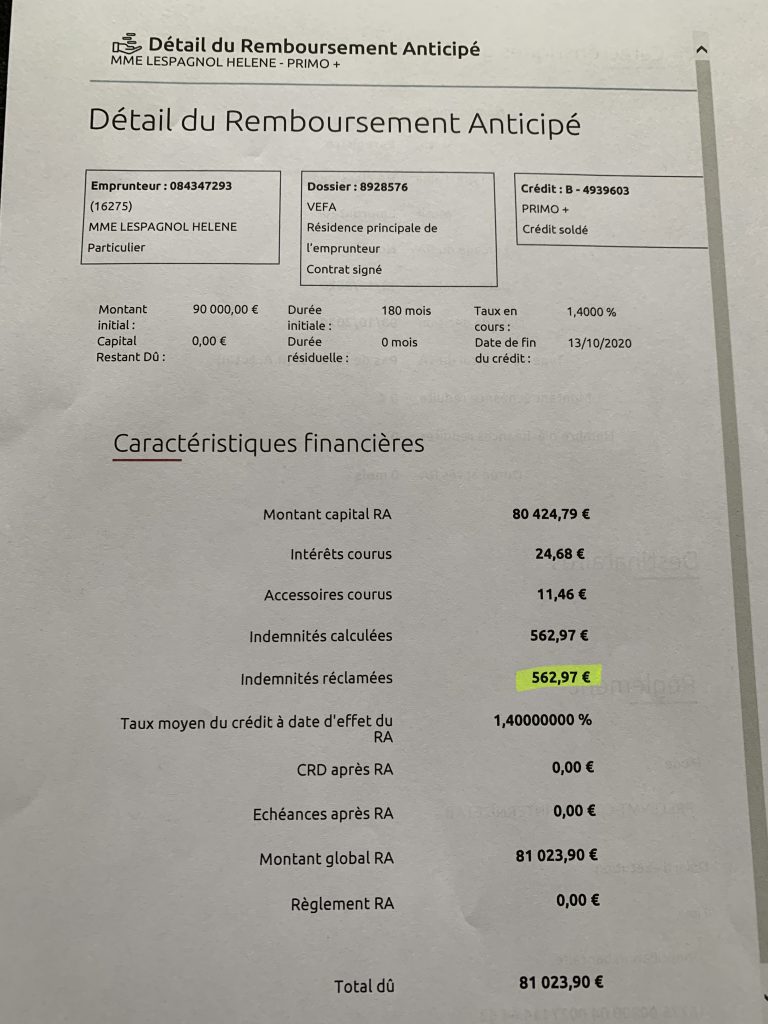 Détail du Remboursement Anticipé
MME LESPAGNOL HELENE - PRIMO +
Détail du Remboursement Anticipé
Emprunteur : 084347293
(16275)
MME LESPAGNOL HELENE
Particulier
Dossier : 8928576
VEFA
Résidence principale de
l'emprunteur
Contrat signé
Crédit : B - 4939603
PRIMO +
Crédit soldé
Montant initial : 90 000,00 €
Durée initiale : 180 mois
Taux en cours : 1,4000 %
Capital Restant Dû : 0,00 €
Durée résiduelle : 0 mois
Date de fin du crédit : 13/10/2020
Caractéristiques financières
Montant capital RA 80 424,79 €
Intérêts courus 24,68 €
Accessoires courus 11,46 €
Indemnités calculées 562,97 €
Indemnités réclamées 562,97 €
Taux moyen du crédit à date d'effet du RA 1,40000000 %
CRD après RA 0,00 €
Echéances après RA 0,00 €
Montant global RA 81 023,90 €
Règlement RA 0,00 €
Total dû 81 023,90 €